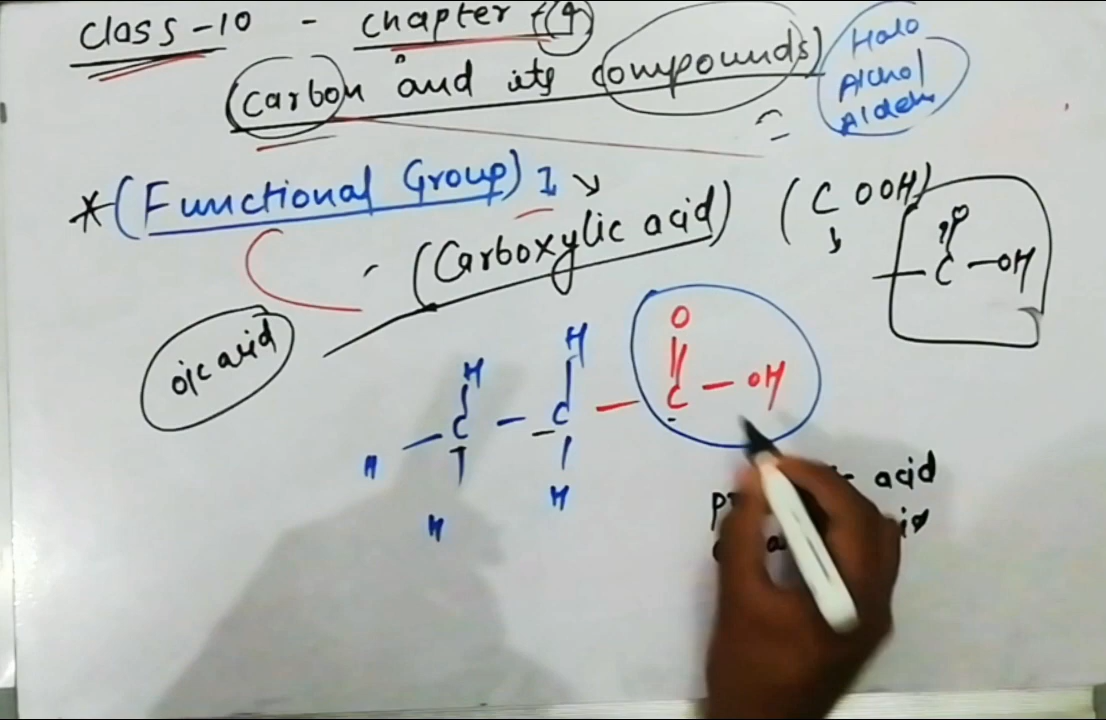 class-10 - chapter-(4)
(carbon and its compounds)
Halo
Alchol
Aldeh
*(Functional Group)
- (Carboxylic acid) (COOH)
O
- C - OH
oic acid
H H O
H - C - C - C - OH
H H
acid